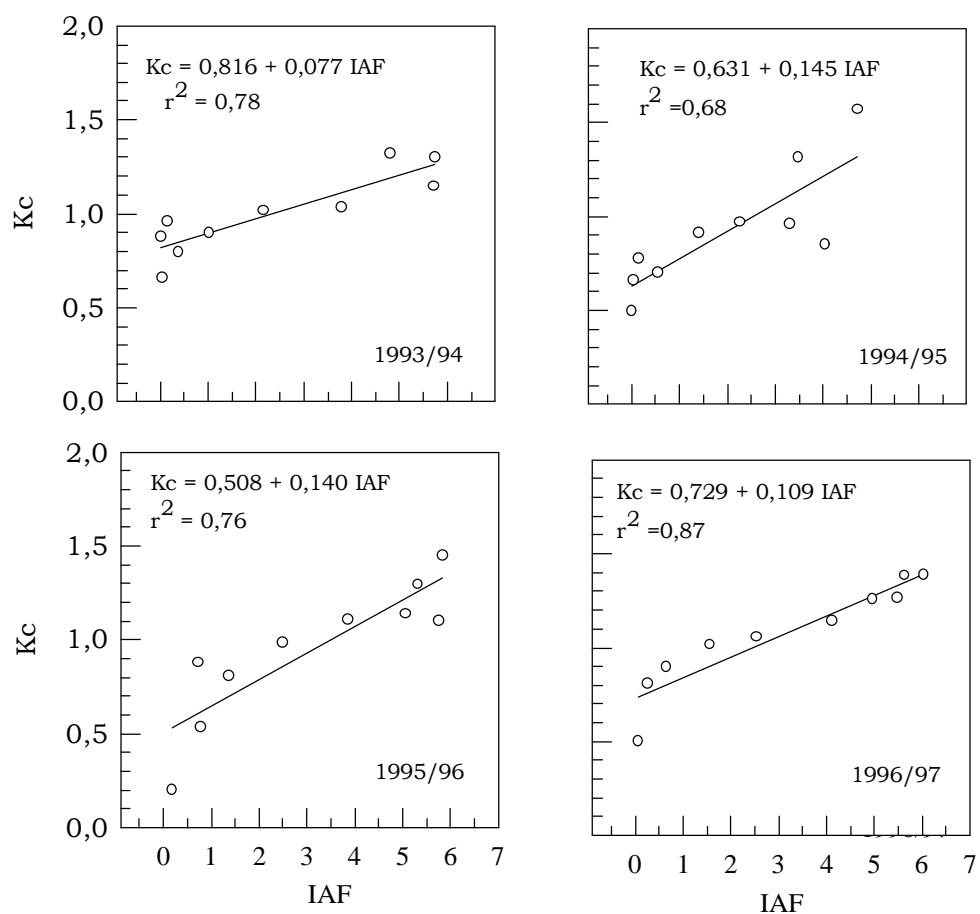 2,0
1,5
1,0
0,5
0,0
Kc
Kc = 0,816 + 0,077 IAF
r2 = 0,78
1993/94
Kc = 0,631 + 0,145 IAF
r2 =0,68
1994/95
2,0
1,5
1,0
0,5
0,0
Kc
Kc = 0,508 + 0,140 IAF
r2 = 0,76
1995/96
0 1 2 3 4 5 6 7
IAF
Kc = 0,729 + 0,109 IAF
r2 =0,87
1996/97
0 1 2 3 4 5 6 7
IAF